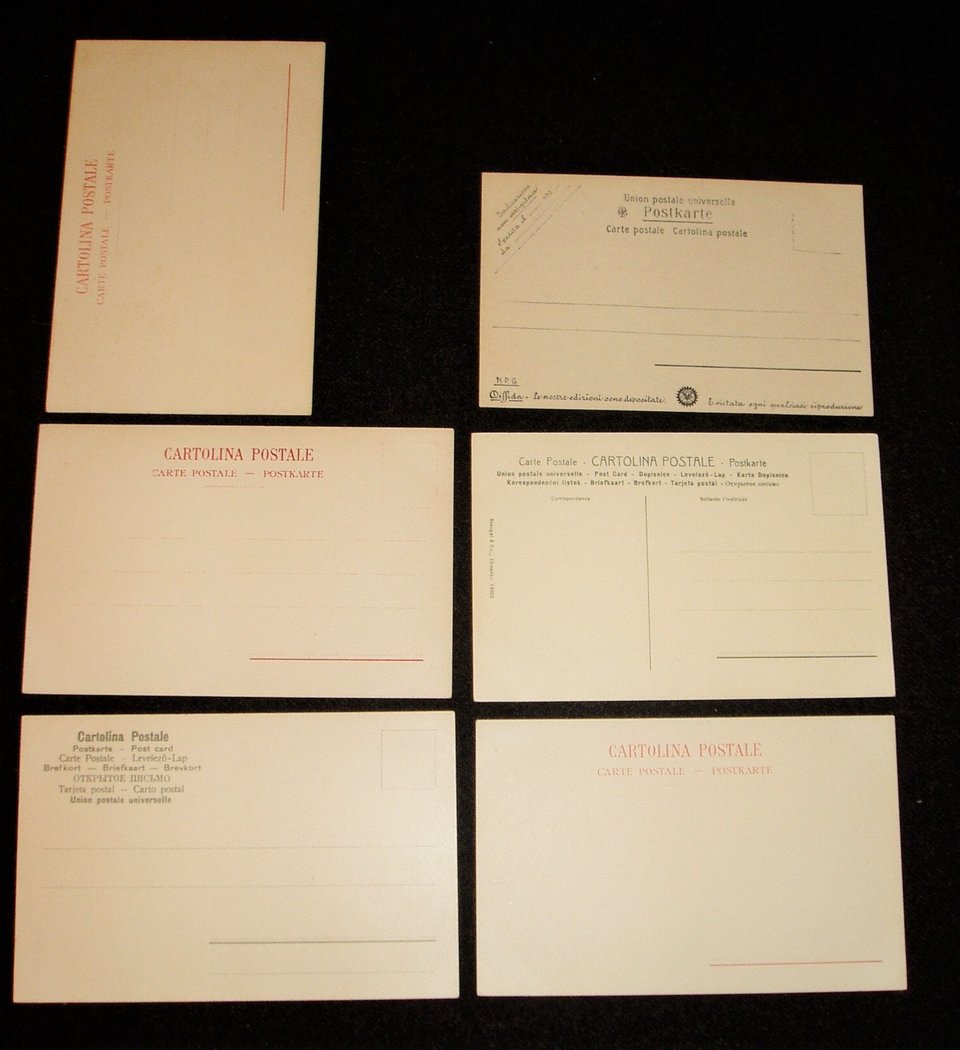 CARTOLINA POSTALE
CARTE POSTALE — POSTKARTE
Union postale universella
Postkarte
Carte postale Cartolina postale
N.P.G.
Diffida - Le nostre edizioni sono depositate.
È vietata ogni qualsiasi riproduzione
CARTOLINA POSTALE
CARTE POSTALE — POSTKARTE
Carte Postale - CARTOLINA POSTALE - Postkarte
Union postale universelle - Post Card - Dopisnice - Levelező-Lap - Karta Dopisnica
Korespondenční lístek - Briefkaart - Brefkort - Tarjeta postal - Открытое письмо
Corrispondenza
Soltanto l'indirizzo
Cartolina Postale
Postkarte - Post card
Carte Postale - Levelező-Lap
Brefkort — Briefkaart — Brevkort
ОТКРЫТОЕ ПИСЬМО
Tarjeta postal - Carto postal
Union postale universelle
CARTOLINA POSTALE
CARTE POSTALE — POSTKARTE